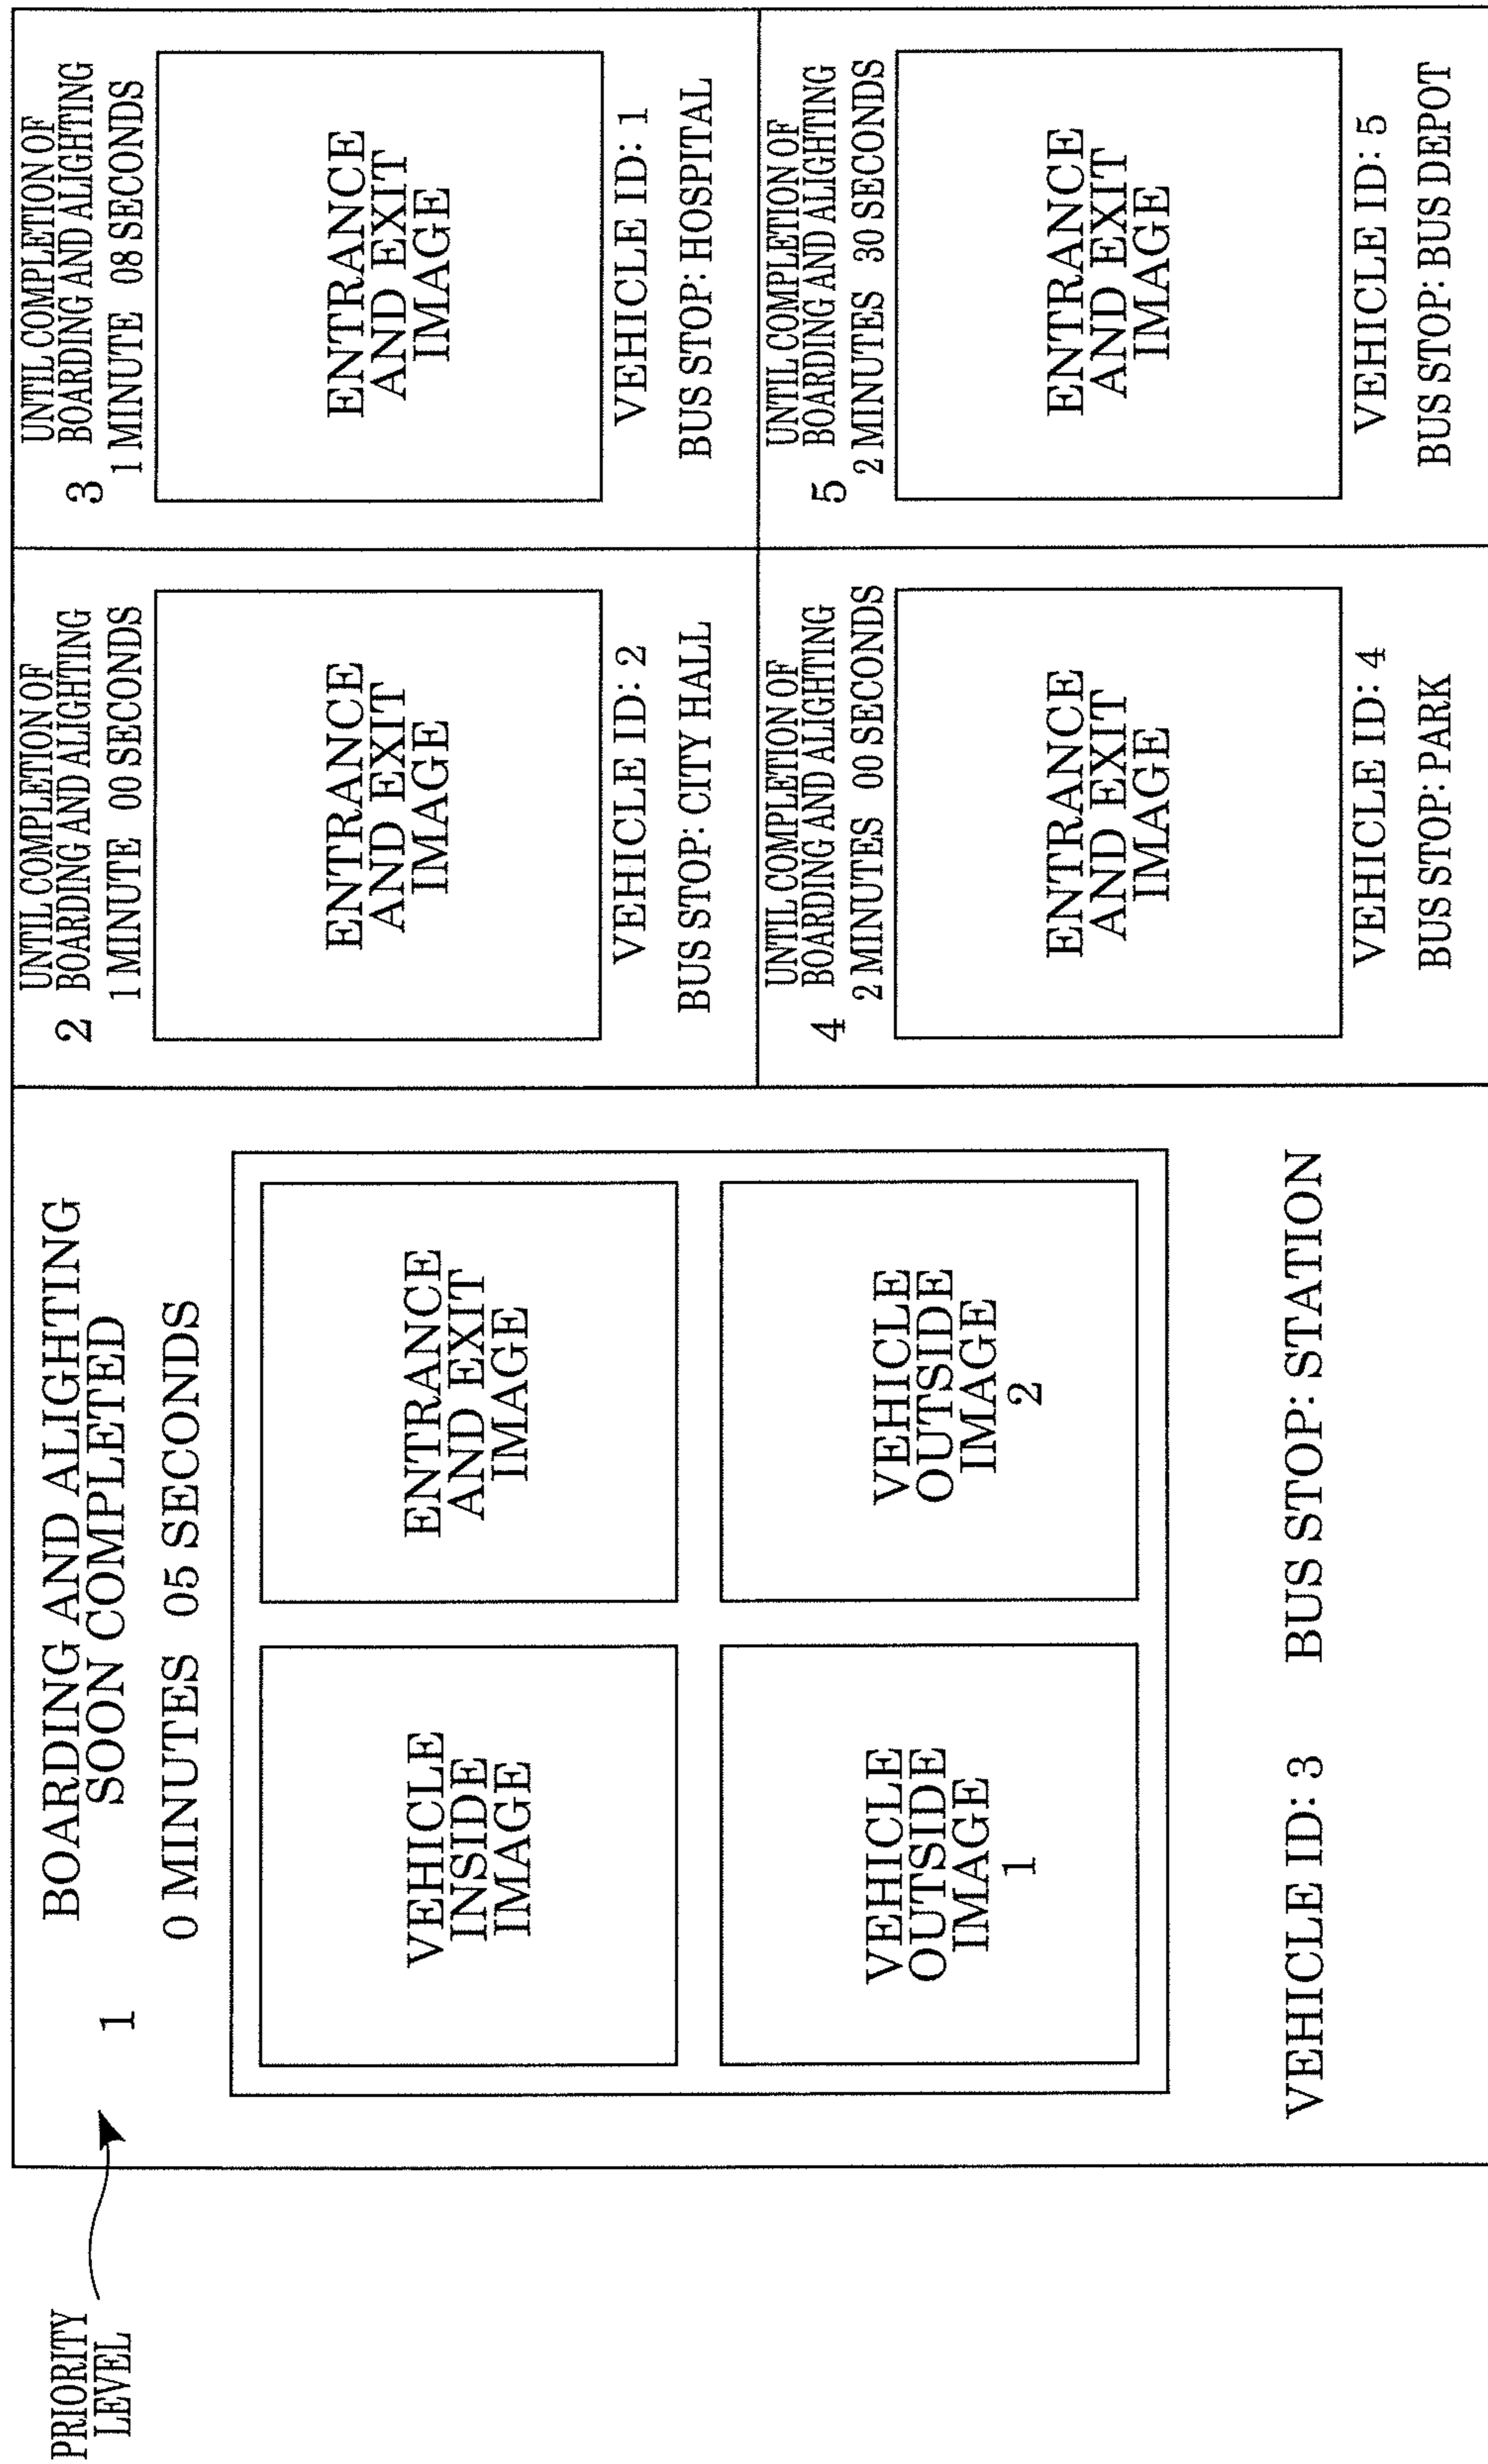 PRIORITY
LEVEL
1
BOARDING AND ALIGHTING
SOON COMPLETED
0 MINUTES 05 SECONDS
VEHICLE
INSIDE
IMAGE
ENTRANCE
AND EXIT
IMAGE
VEHICLE
OUTSIDE
IMAGE
1
VEHICLE
OUTSIDE
IMAGE
2
VEHICLE ID: 3 BUS STOP: STATION
2
UNTIL COMPLETION OF
BOARDING AND ALIGHTING
1 MINUTE 00 SECONDS
ENTRANCE
AND EXIT
IMAGE
VEHICLE ID: 2
BUS STOP: CITY HALL
3
UNTIL COMPLETION OF
BOARDING AND ALIGHTING
1 MINUTE 08 SECONDS
ENTRANCE
AND EXIT
IMAGE
VEHICLE ID: 1
BUS STOP: HOSPITAL
4
UNTIL COMPLETION OF
BOARDING AND ALIGHTING
2 MINUTES 00 SECONDS
ENTRANCE
AND EXIT
IMAGE
VEHICLE ID: 4
BUS STOP: PARK
5
UNTIL COMPLETION OF
BOARDING AND ALIGHTING
2 MINUTES 30 SECONDS
ENTRANCE
AND EXIT
IMAGE
VEHICLE ID: 5
BUS STOP: BUS DEPOT